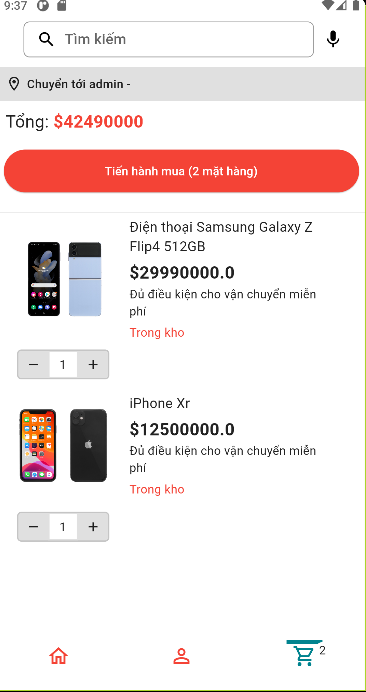 9:37
Tìm kiếm
Chuyển tới admin -
Tổng: $42490000
Tiến hành mua (2 mặt hàng)
Điện thoại Samsung Galaxy Z
Flip4 512GB
$29990000.0
Đủ điều kiện cho vận chuyển miễn
phí
Trong kho
− 1 +
iPhone Xr
$12500000.0
Đủ điều kiện cho vận chuyển miễn
phí
Trong kho
− 1 +
2